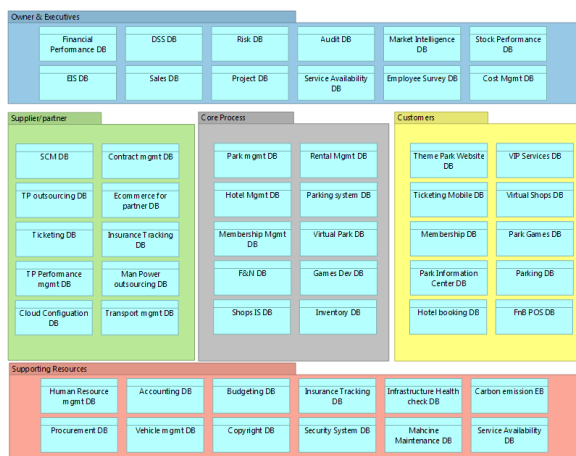 Owner & Executives
Financial
Performance DB
DSS DB
Risk DB
Audit DB
Market Intelligence
DB
Stock Performance
DB
EIS DB
Sales DB
Project DB
Service Availability
DB
Employee Survey DB
Cost Mgmt DB
Supplier/partner
SCM DB
Contract mgmt DB
TP outsourcing DB
Ecommerce for
partner DB
Ticketing DB
Insurance Tracking
DB
TP Performance
mgmt DB
Man Power
outsourcing DB
Cloud Configuration
DB
Transport mgmt DB
Core Process
Park mgmt DB
Rental Mgmt DB
Hotel Mgmt DB
Parking system DB
Membership Mgmt
DB
Virtual Park DB
F&N DB
Games Dev DB
Shops IS DB
Inventory DB
Customers
Theme Park Website
DB
VIP Services DB
Ticketing Mobile DB
Virtual Shops DB
Membership DB
Park Games DB
Park Information
Center DB
Parking DB
Hotel booking DB
FnB POS DB
Supporting Resources
Human Resource
mgmt DB
Accounting DB
Budgeting DB
Insurance Tracking
DB
Infrastructure Health
check DB
Carbon emission EB
Procurement DB
Vehicle mgmt DB
Copyright DB
Security System DB
Mahcine
Maintenance DB
Service Availability
DB